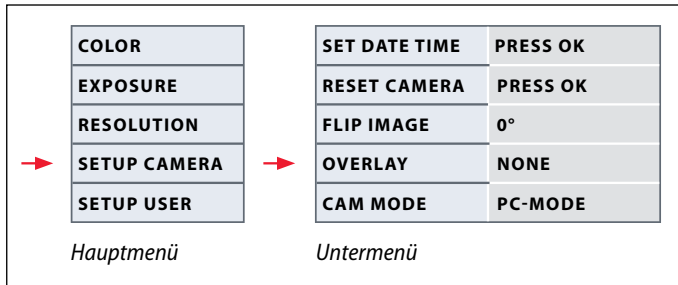 COLOR
EXPOSURE
RESOLUTION
SETUP CAMERA
SETUP USER
Hauptmenü
SET DATE TIME PRESS OK
RESET CAMERA PRESS OK
FLIP IMAGE 0°
OVERLAY NONE
CAM MODE PC-MODE
Untermenü